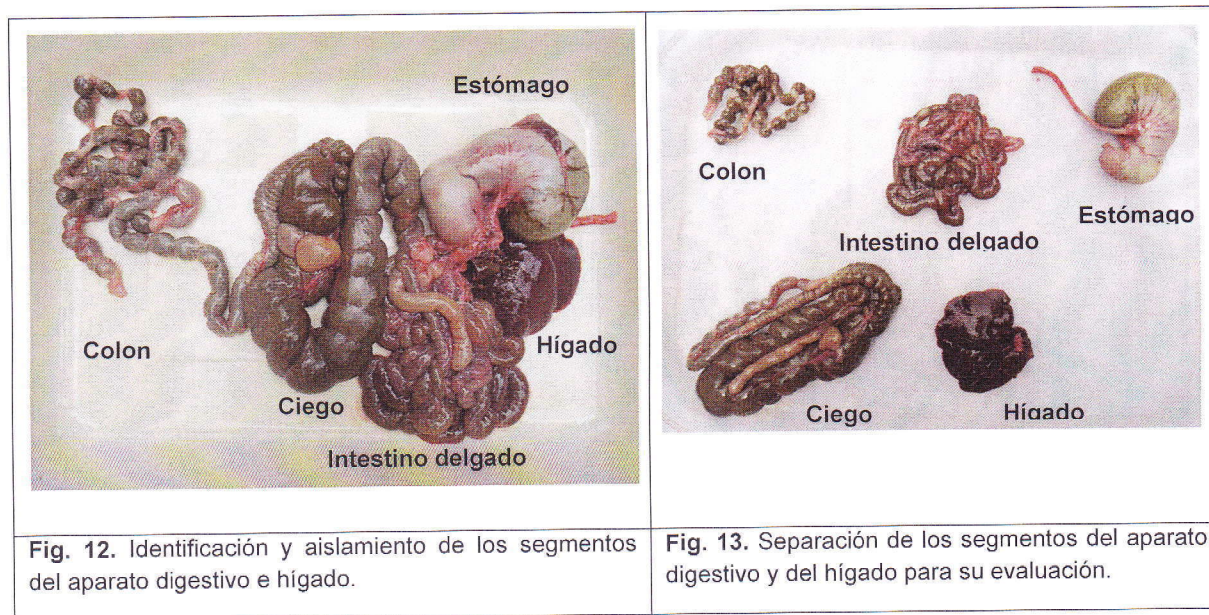 Estómago
Colon
Hígado
Ciego
Intestino delgado
Fig. 12. Identificación y aislamiento de los segmentos
del aparato digestivo e hígado.
Colon
Estómago
Intestino delgado
Ciego
Hígado
Fig. 13. Separación de los segmentos del aparato
digestivo y del hígado para su evaluación.